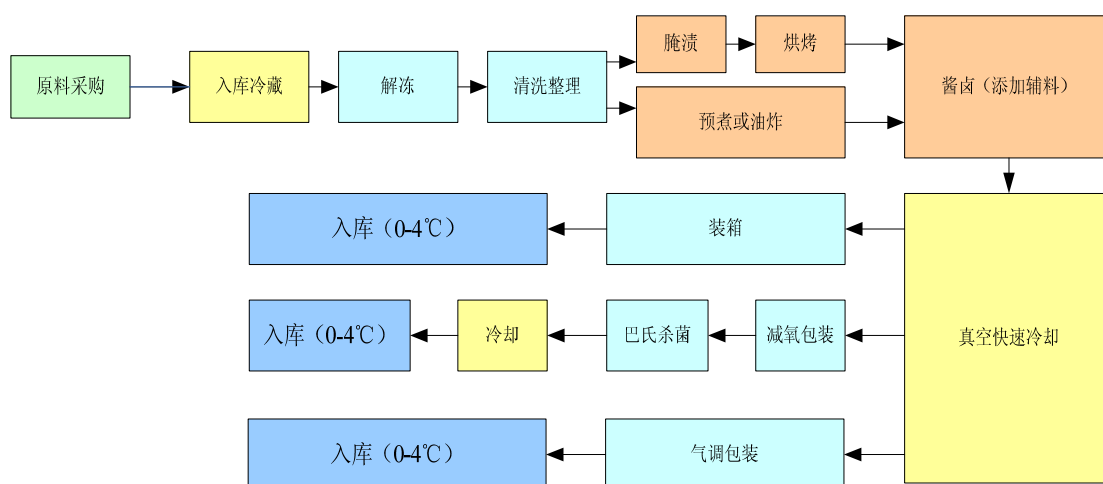 原料采购
入库冷藏
解冻
清洗整理
腌渍
烘烤
预煮或油炸
酱卤（添加辅料）
入库（0-4℃）
装箱
入库（0-4℃）
冷却
巴氏杀菌
减氧包装
真空快速冷却
入库（0-4℃）
气调包装